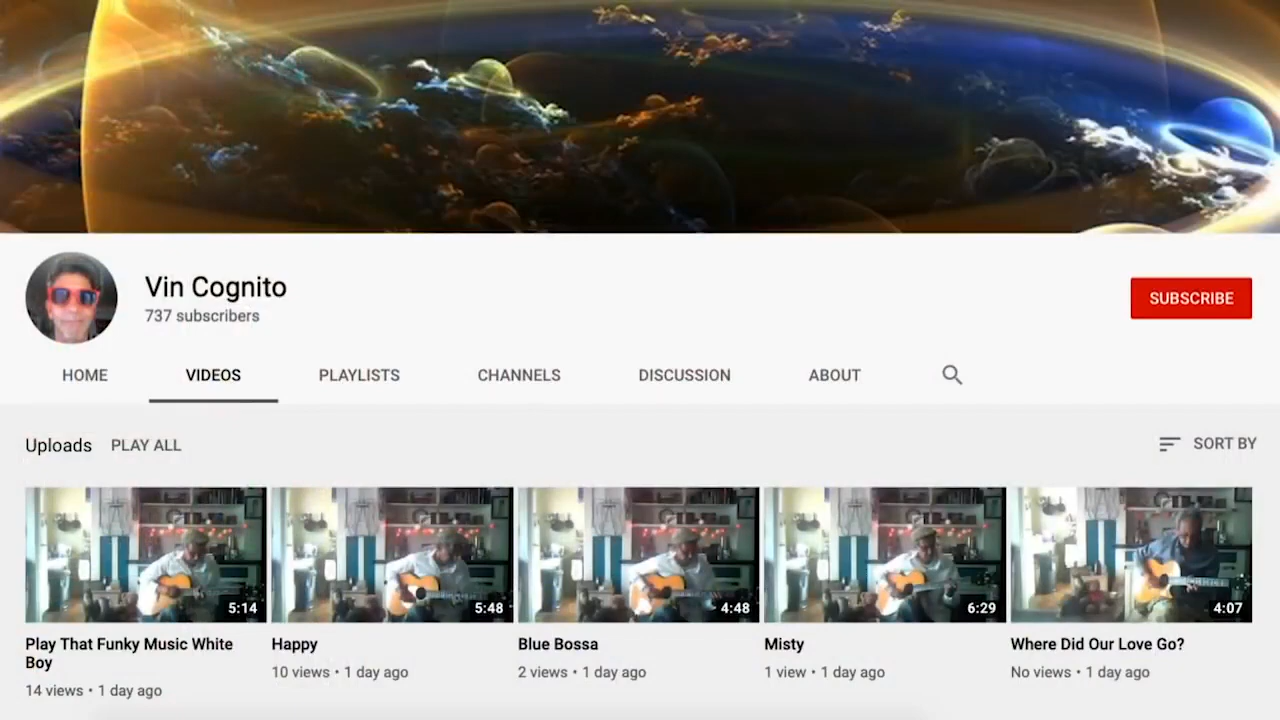 Vin Cognito
737 subscribers
SUBSCRIBE
HOME VIDEOS PLAYLISTS CHANNELS DISCUSSION ABOUT
Uploads PLAY ALL SORT BY
5:14 5:48 4:48 6:29 4:07
Play That Funky Music White
Boy
14 views • 1 day ago
Happy
10 views • 1 day ago
Blue Bossa
2 views • 1 day ago
Misty
1 view • 1 day ago
Where Did Our Love Go?
No views • 1 day ago